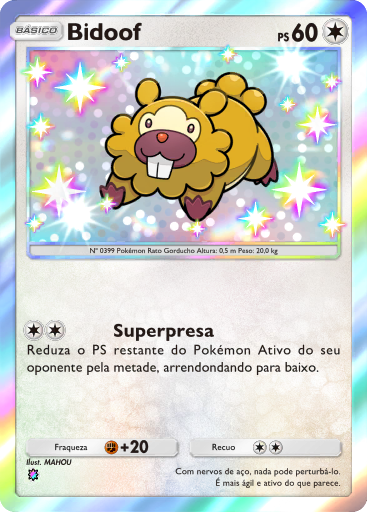 BÁSICO Bidoof PS 60
Nº 0399 Pokémon Rato Gorducho Altura: 0,5 m Peso: 20,0 kg
Superpresa
Reduza o PS restante do Pokémon Ativo do seu
oponente pela metade, arrendondando para baixo.
Fraqueza +20 Recuo
Ilust. MAHOU
Com nervos de aço, nada pode perturbá-lo.
É mais ágil e ativo do que parece.